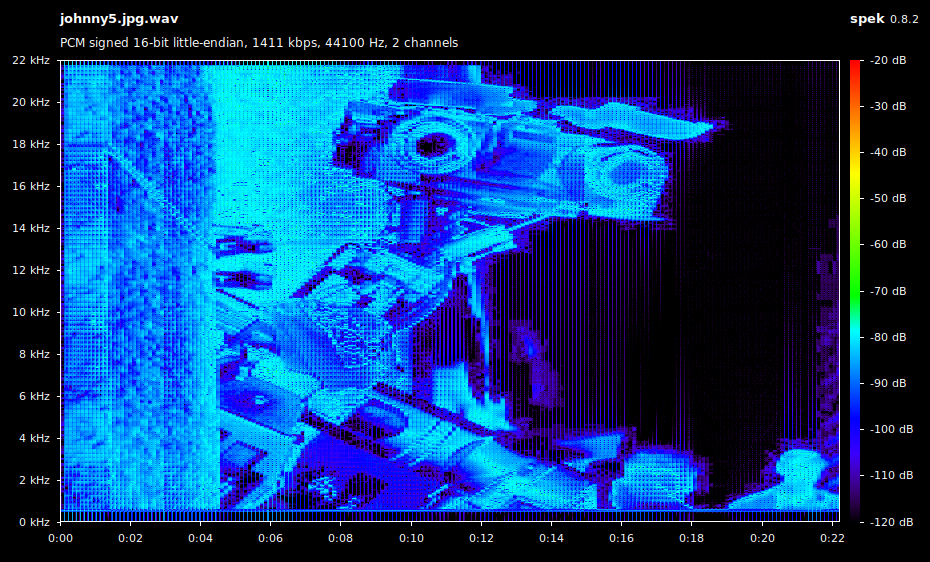 johnny5.jpg.wav
spek 0.8.2
PCM signed 16-bit little-endian, 1411 kbps, 44100 Hz, 2 channels
22 kHz
20 kHz
18 kHz
16 kHz
14 kHz
12 kHz
10 kHz
8 kHz
6 kHz
4 kHz
2 kHz
0 kHz
-20 dB
-30 dB
-40 dB
-50 dB
-60 dB
-70 dB
-80 dB
-90 dB
-100 dB
-110 dB
-120 dB
0:00 0:02 0:04 0:06 0:08 0:10 0:12 0:14 0:16 0:18 0:20 0:22